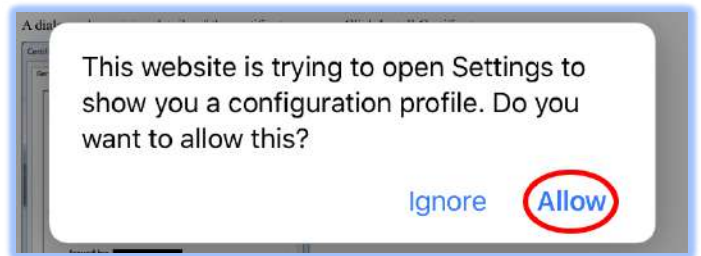 A dial
This website is trying to open Settings to
show you a configuration profile. Do you
want to allow this?
Ignore Allow